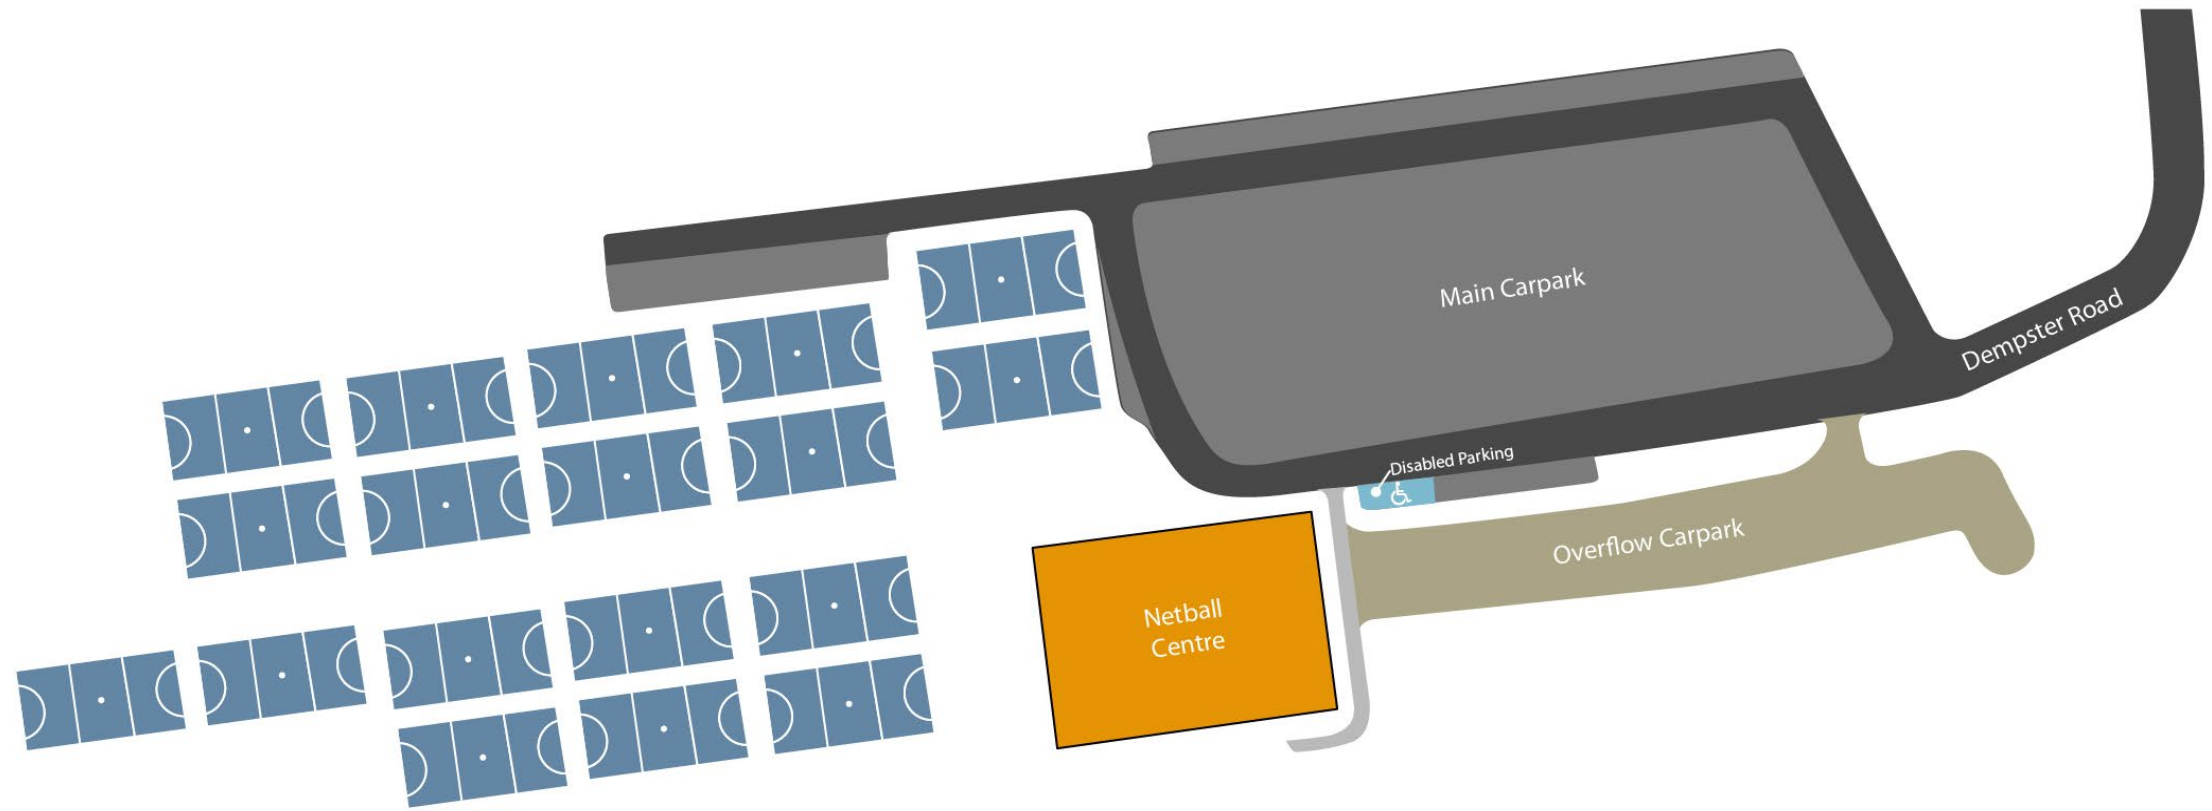 Main Carpark
Dempster Road
Disabled Parking
Overflow Carpark
Netball
Centre